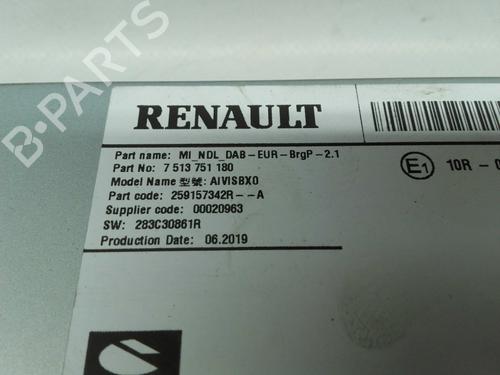 B-PARTS
RENAULT
Part name: MI_NDL_DAB-EUR-BrgP-2.1
Part No: 7 513 751 180
Model Name 型號: AIVISBX0
Part code: 259157342R--A
Supplier code: 00020963
SW: 283C30861R
Production Date: 06.2019
E1 10R - 0